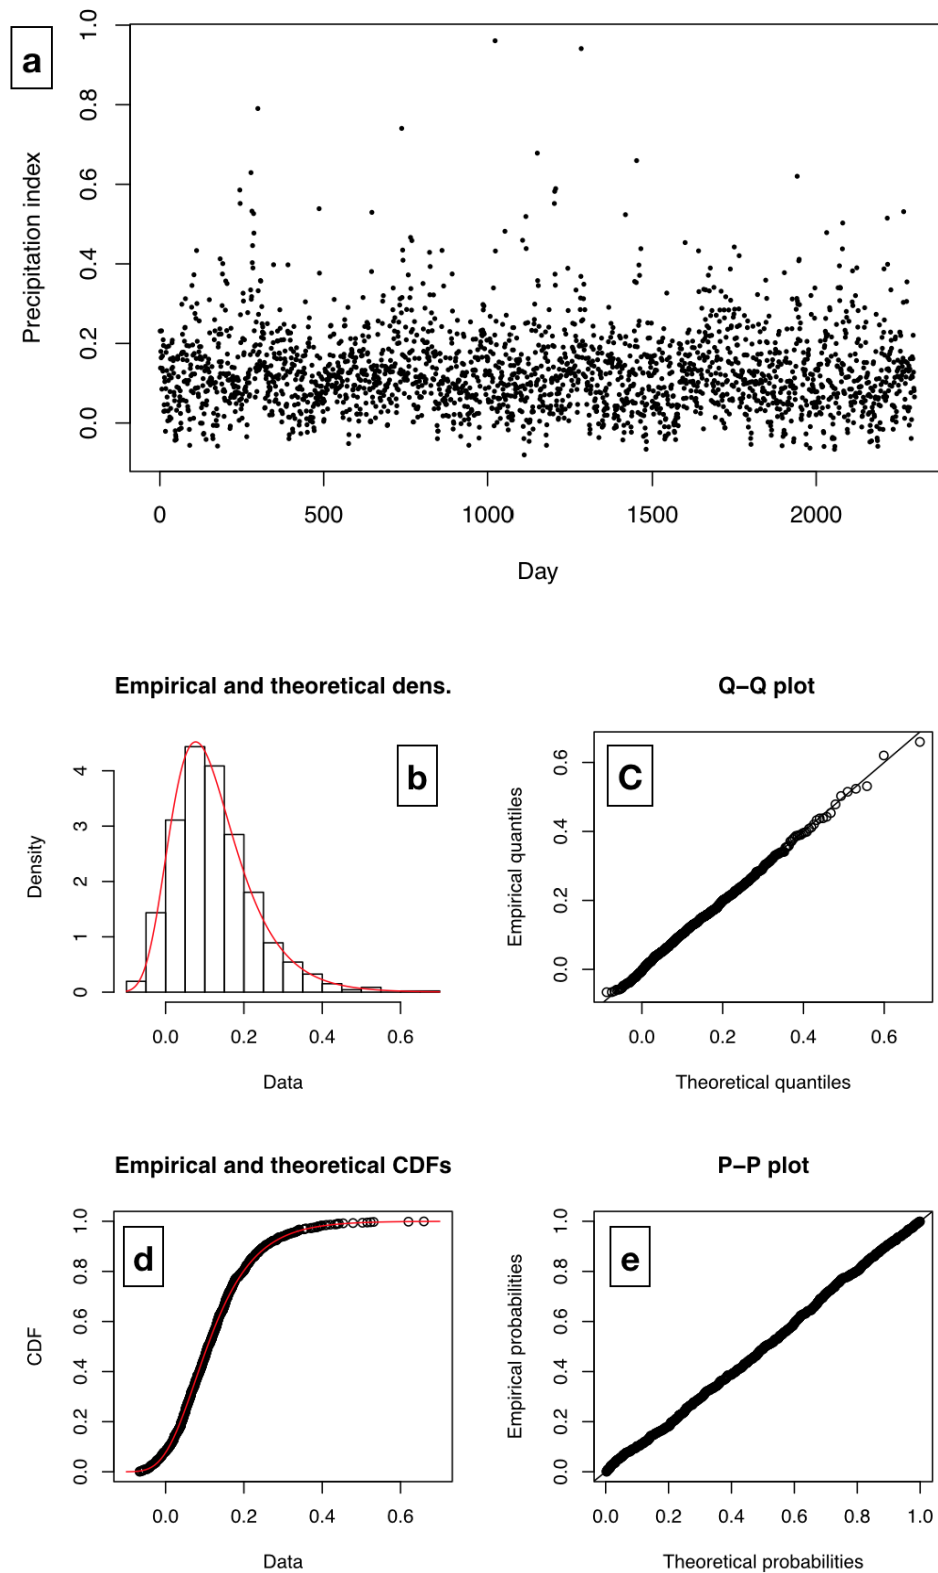 a
Precipitation index
1.0
0.8
0.6
0.4
0.2
0.0
0 500 1000 1500 2000
Day
Empirical and theoretical dens.
b
Density
4
3
2
1
0
0.0 0.2 0.4 0.6
Data
Q–Q plot
C
Empirical quantiles
0.6
0.4
0.2
0.0
0.0 0.2 0.4 0.6
Theoretical quantiles
Empirical and theoretical CDFs
d
CDF
1.0
0.8
0.6
0.4
0.2
0.0
0.0 0.2 0.4 0.6
Data
P–P plot
e
Empirical probabilities
1.0
0.8
0.6
0.4
0.2
0.0
0.0 0.2 0.4 0.6 0.8 1.0
Theoretical probabilities